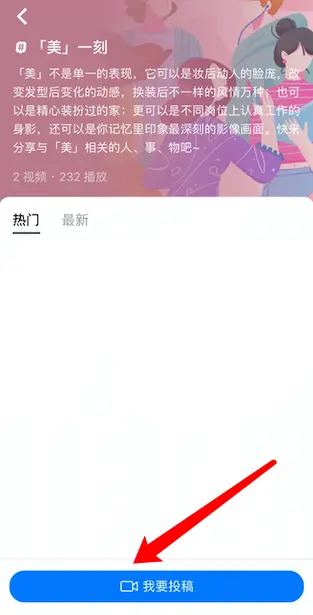 # 「美」一刻
「美」不是单一的表现，它可以是妆后动人的脸庞，改
变发型后变化的动感，换装后不一样的风情万种；也可
以是精心装扮过的家；更可以是不同岗位上认真工作的
身影，还可以是你记忆里印象最深刻的影像画面。快来
分享与「美」相关的人、事、物吧~
2 视频 · 232 播放
热门 最新
我要投稿